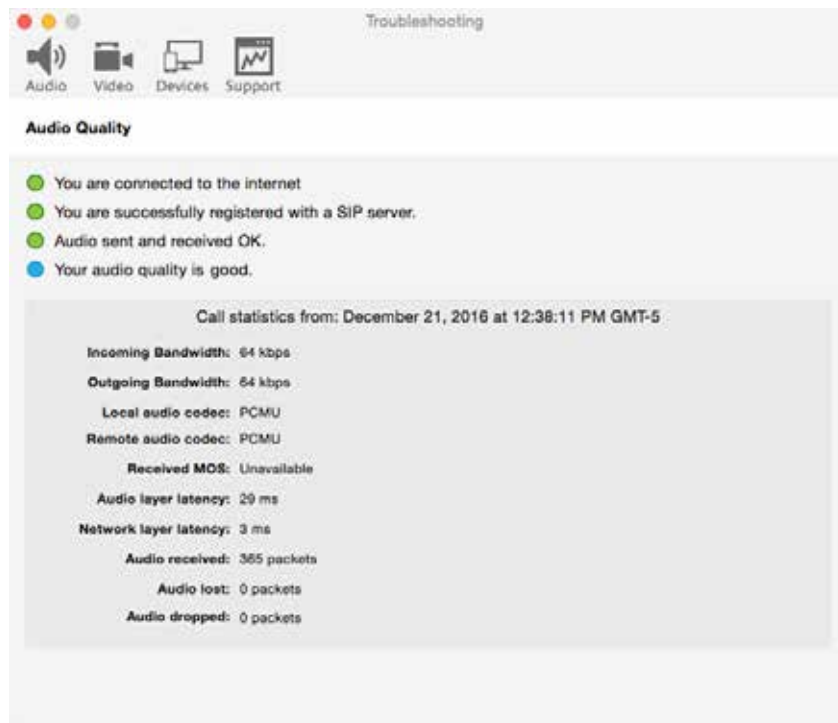 Troubleshooting
Audio Video Devices Support
Audio Quality
You are connected to the internet
You are successfully registered with a SIP server.
Audio sent and received OK.
Your audio quality is good.
Call statistics from: December 21, 2016 at 12:38:11 PM GMT-5
Incoming Bandwidth: 64 kbps
Outgoing Bandwidth: 64 kbps
Local audio codec: PCMU
Remote audio codec: PCMU
Received MOS: Unavailable
Audio layer latency: 29 ms
Network layer latency: 3 ms
Audio received: 365 packets
Audio lost: 0 packets
Audio dropped: 0 packets